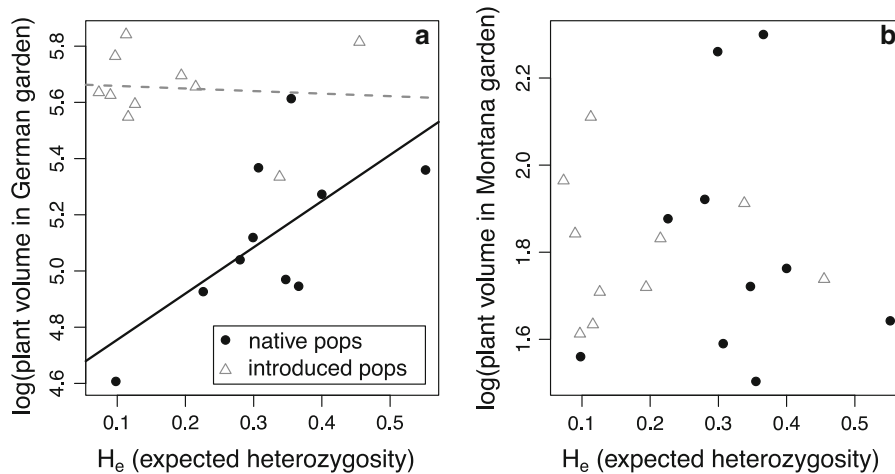 a
log(plant volume in German garden)
5.8
5.6
5.4
5.2
5.0
4.8
4.6
native pops
introduced pops
0.1 0.2 0.3 0.4 0.5
He (expected heterozygosity)
b
log(plant volume in Montana garden)
2.2
2.0
1.8
1.6
0.1 0.2 0.3 0.4 0.5
He (expected heterozygosity)